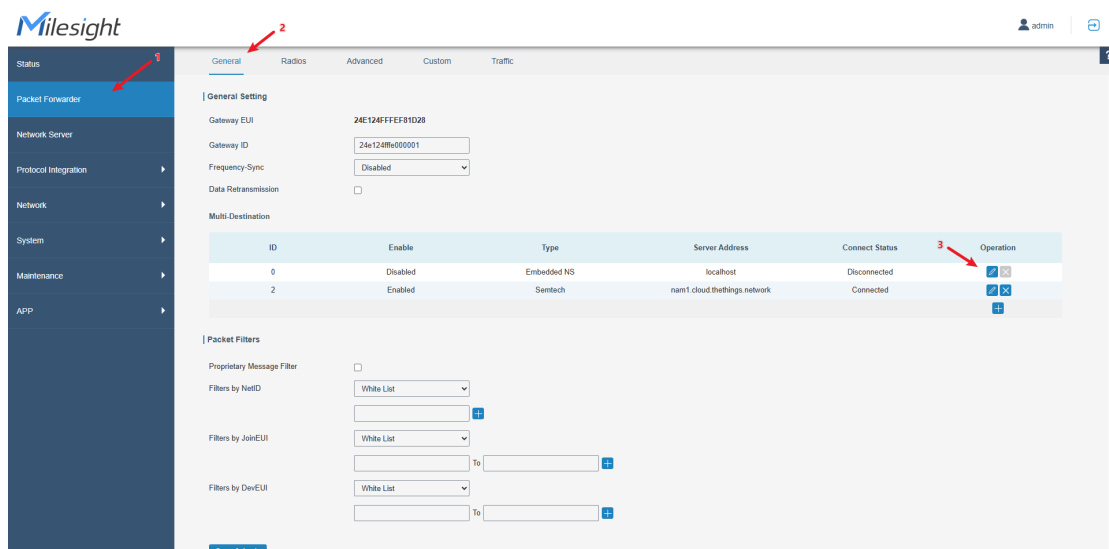 Milesight
2
admin
Status
1
General Radios Advanced Custom Traffic
?
Packet Forwarder
General Setting
Gateway EUI 24E124FFFEF81D28
Network Server
Gateway ID 24e124fffe000001
Protocol Integration
Frequency-Sync Disabled
Data Retransmission
Network
Multi-Destination
System
ID Enable Type Server Address Connect Status 3 Operation
Maintenance
0 Disabled Embedded NS localhost Disconnected
2 Enabled Semtech nam1.cloud.thethings.network Connected
APP
Packet Filters
Proprietary Message Filter
Filters by NetID White List
Filters by JoinEUI White List
To
Filters by DevEUI White List
To